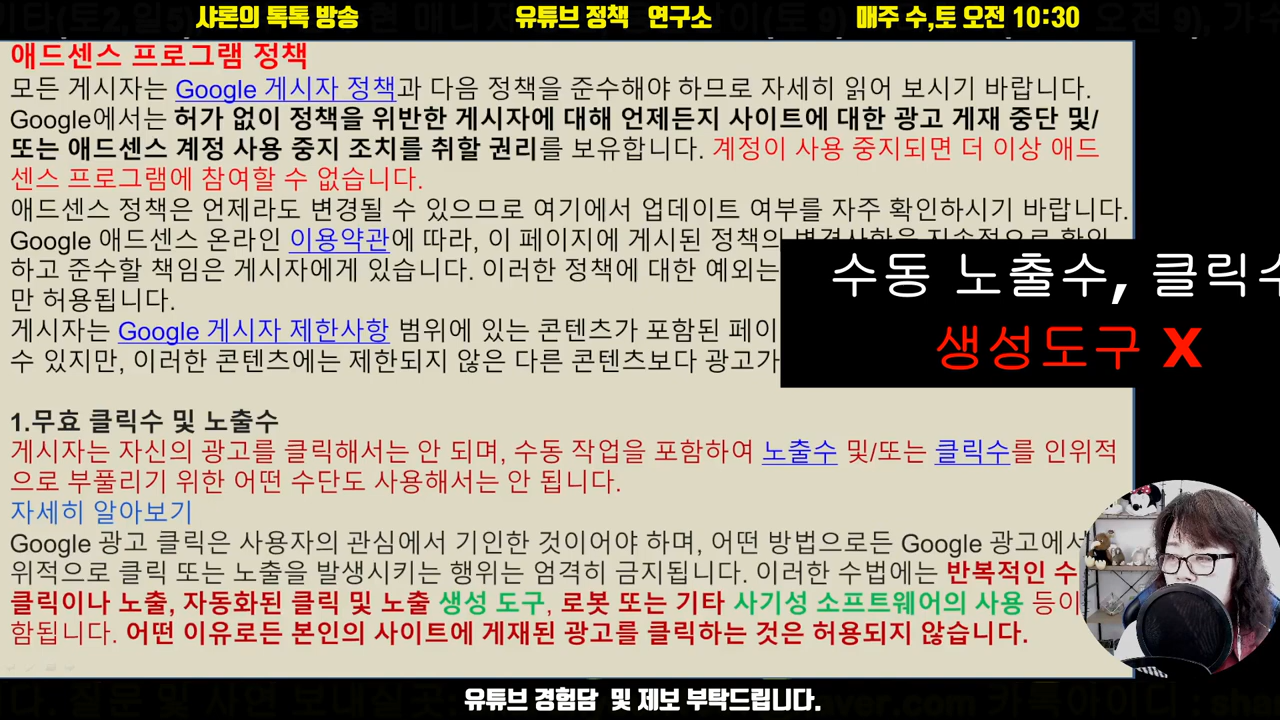 샤론의 톡톡 방송 유튜브 정책 연구소 매주 수,토 오전 10:30
애드센스 프로그램 정책
모든 게시자는 Google 게시자 정책과 다음 정책을 준수해야 하므로 자세히 읽어 보시기 바랍니다.
Google에서는 허가 없이 정책을 위반한 게시자에 대해 언제든지 사이트에 대한 광고 게재 중단 및/
또는 애드센스 계정 사용 중지 조치를 취할 권리를 보유합니다. 계정이 사용 중지되면 더 이상 애드
센스 프로그램에 참여할 수 없습니다.
애드센스 정책은 언제라도 변경될 수 있으므로 여기에서 업데이트 여부를 자주 확인하시기 바랍니다.
Google 애드센스 온라인 이용약관에 따라, 이 페이지에 게시된 정책의 변경사항을 지속적으로 확인
하고 준수할 책임은 게시자에게 있습니다. 이러한 정책에 대한 예외는
만 허용됩니다.
게시자는 Google 게시자 제한사항 범위에 있는 콘텐츠가 포함된 페이
수 있지만, 이러한 콘텐츠에는 제한되지 않은 다른 콘텐츠보다 광고가
수동 노출수, 클릭수
생성도구 X
1.무효 클릭수 및 노출수
게시자는 자신의 광고를 클릭해서는 안 되며, 수동 작업을 포함하여 노출수 및/또는 클릭수를 인위적
으로 부풀리기 위한 어떤 수단도 사용해서는 안 됩니다.
자세히 알아보기
Google 광고 클릭은 사용자의 관심에서 기인한 것이어야 하며, 어떤 방법으로든 Google 광고에서
위적으로 클릭 또는 노출을 발생시키는 행위는 엄격히 금지됩니다. 이러한 수법에는 반복적인 수
클릭이나 노출, 자동화된 클릭 및 노출 생성 도구, 로봇 또는 기타 사기성 소프트웨어의 사용 등이
함됩니다. 어떤 이유로든 본인의 사이트에 게재된 광고를 클릭하는 것은 허용되지 않습니다.
유튜브 경험담 및 제보 부탁드립니다.